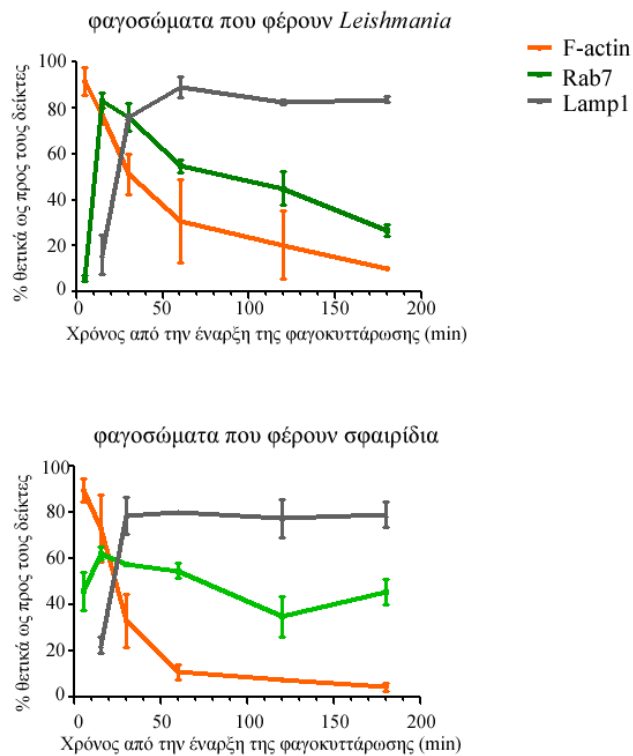 φαγοσώματα που φέρουν Leishmania
F-actin
Rab7
Lamp1
% θετικά ως προς τους δείκτες
100
80
60
40
20
0
0 50 100 150 200
Χρόνος από την έναρξη της φαγοκυττάρωσης (min)
φαγοσώματα που φέρουν σφαιρίδια
% θετικά ως προς τους δείκτες
100
80
60
40
20
0
0 50 100 150 200
Χρόνος από την έναρξη της φαγοκυττάρωσης (min)